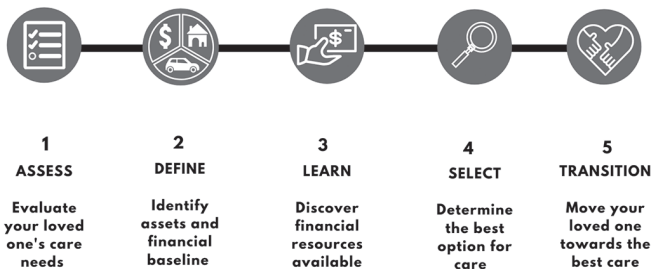 $
$
1
ASSESS
Evaluate
your loved
one's care
needs
2
DEFINE
Identify
assets and
financial
baseline
3
LEARN
Discover
financial
resources
available
4
SELECT
Determine
the best
option for
care
5
TRANSITION
Move your
loved one
towards the
best care